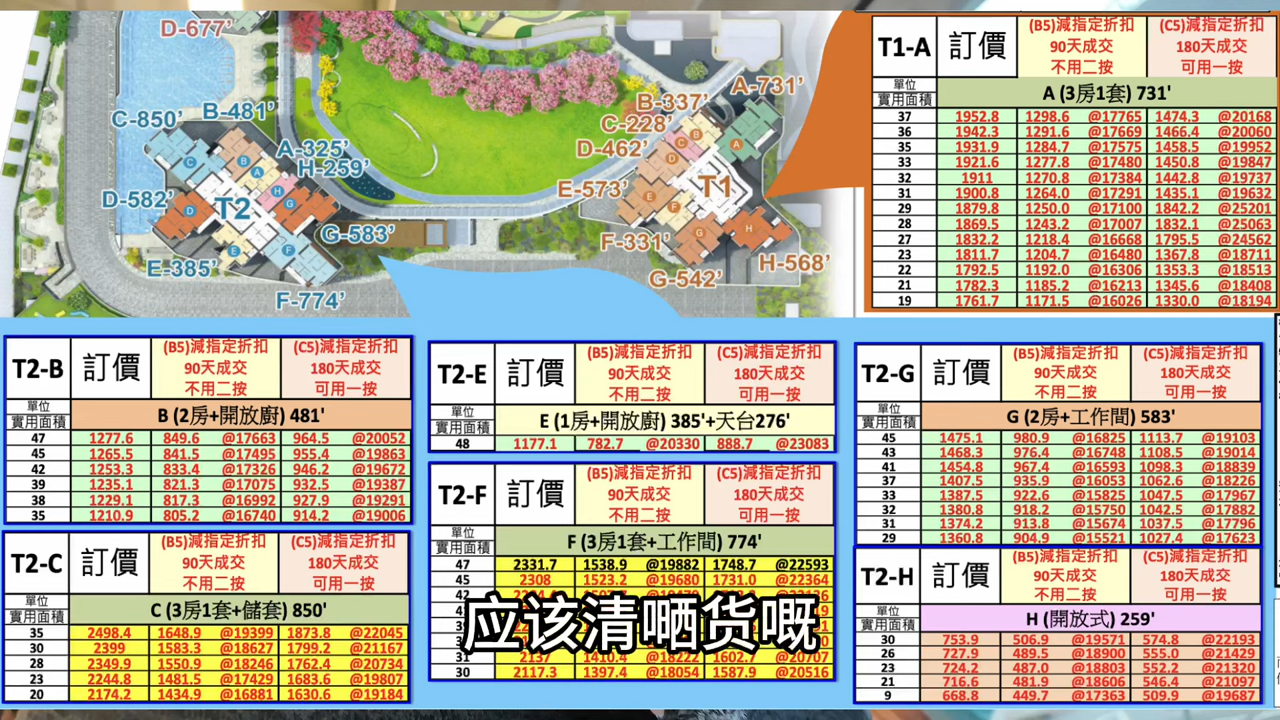 D-677'
C-850'
B-481'
A-325'
H-259'
D-582'
T2
G-583'
E-385'
F-774'
A-731'
B-337'
C-228'
D-462'
E-573'
T1
F-331'
G-542'
H-568'
T1-A 訂價 (B5)減指定折扣 90天成交 不用二按 (C5)減指定折扣 180天成交 可用一按
單位
實用面積 A (3房1套) 731'
37 1952.8 1298.6 @17765 1474.3 @20168
36 1942.3 1291.6 @17669 1466.4 @20060
35 1931.9 1284.7 @17575 1458.5 @19952
33 1921.6 1277.8 @17480 1450.8 @19847
32 1911 1270.8 @17384 1442.8 @19737
31 1900.8 1264.0 @17291 1435.1 @19632
29 1879.8 1250.0 @17100 1842.2 @25201
28 1869.5 1243.2 @17007 1832.1 @25063
27 1832.2 1218.4 @16668 1795.5 @24562
23 1811.7 1204.7 @16480 1367.8 @18711
22 1792.5 1192.0 @16306 1353.3 @18513
21 1782.3 1185.2 @16213 1345.6 @18408
19 1761.7 1171.5 @16026 1330.0 @18194
T2-B 訂價 (B5)減指定折扣 90天成交 不用二按 (C5)減指定折扣 180天成交 可用一按
單位
實用面積 B (2房+開放廚) 481'
47 1277.6 849.6 @17663 964.5 @20052
45 1265.5 841.5 @17495 955.4 @19863
42 1253.3 833.4 @17326 946.2 @19672
39 1235.1 821.3 @17075 932.5 @19387
38 1229.1 817.3 @16992 927.9 @19291
35 1210.9 805.2 @16740 914.2 @19006
T2-C 訂價 (B5)減指定折扣 90天成交 不用二按 (C5)減指定折扣 180天成交 可用一按
單位
實用面積 C (3房1套+儲套) 850'
35 2498.4 1648.9 @19399 1873.8 @22045
30 2399 1583.3 @18627 1799.2 @21167
28 2349.9 1550.9 @18246 1762.4 @20734
23 2244.8 1481.5 @17429 1683.6 @19807
20 2174.2 1434.9 @16881 1630.6 @19184
T2-E 訂價 (B5)減指定折扣 90天成交 不用二按 (C5)減指定折扣 180天成交 可用一按
單位
實用面積 E (1房+開放廚) 385'+天台276'
48 1177.1 782.7 @20330 888.7 @23083
T2-F 訂價 (B5)減指定折扣 90天成交 不用二按 (C5)減指定折扣 180天成交 可用一按
單位
實用面積 F (3房1套+工作間) 774'
47 2331.7 1538.9 @19882 1748.7 @22593
45 2308 1523.2 @19680 1731.0 @22364
应该清晒货嘅
31 2137 1410.4 @18222 1602.7 @20707
30 2117.3 1397.4 @18054 1587.9 @20516
T2-G 訂價 (B5)減指定折扣 90天成交 不用二按 (C5)減指定折扣 180天成交 可用一按
單位
實用面積 G (2房+工作間) 583'
45 1475.1 980.9 @16825 1113.7 @19103
43 1468.3 976.4 @16748 1108.5 @19014
41 1454.8 967.4 @16593 1098.3 @18839
37 1407.5 935.9 @16053 1062.6 @18226
33 1387.5 922.6 @15825 1047.5 @17967
32 1380.8 918.2 @15750 1042.5 @17882
31 1374.2 913.8 @15674 1037.5 @17796
29 1360.8 904.9 @15521 1027.4 @17623
T2-H 訂價 (B5)減指定折扣 90天成交 不用二按 (C5)減指定折扣 180天成交 可用一按
單位
實用面積 H (開放式) 259'
30 753.9 506.9 @19571 574.8 @22193
26 727.9 489.5 @18900 555.0 @21429
23 724.2 487.0 @18803 552.2 @21320
21 716.6 481.9 @18606 546.4 @21097
9 668.8 449.7 @17363 509.9 @19687